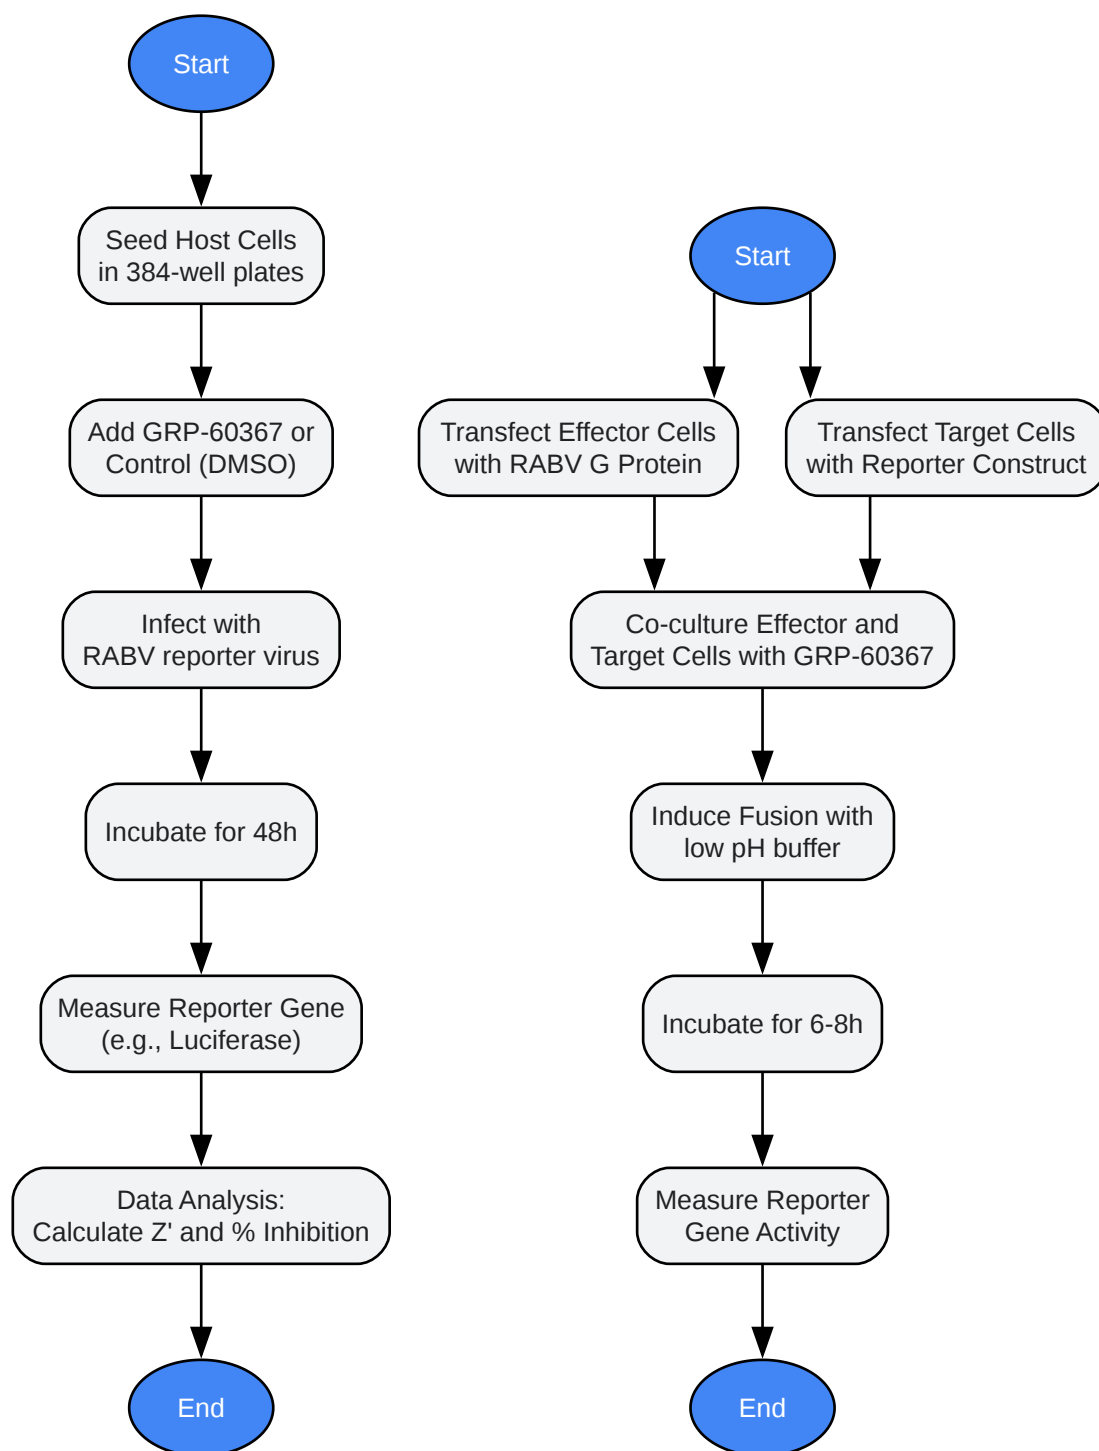 Start
Seed Host Cells
in 384-well plates
Add GRP-60367 or
Control (DMSO)
Infect with
RABV reporter virus
Incubate for 48h
Measure Reporter Gene
(e.g., Luciferase)
Data Analysis:
Calculate Z' and % Inhibition
End
Start
Transfect Effector Cells
with RABV G Protein
Transfect Target Cells
with Reporter Construct
Co-culture Effector and
Target Cells with GRP-60367
Induce Fusion with
low pH buffer
Incubate for 6-8h
Measure Reporter
Gene Activity
End